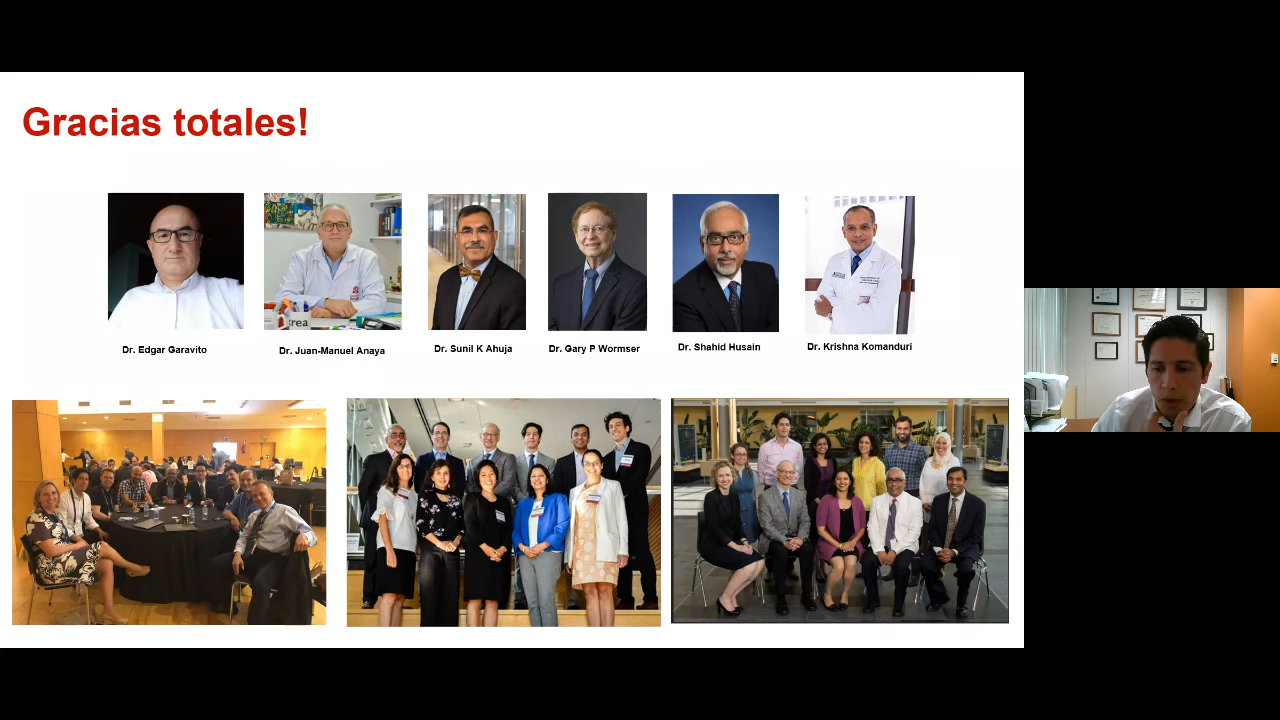 Gracias totales!
Dr. Edgar Garavito
Dr. Juan-Manuel Anaya
Dr. Sunil K Ahuja
Dr. Gary P Wormser
Dr. Shahid Husain
Dr. Krishna Komanduri
crea